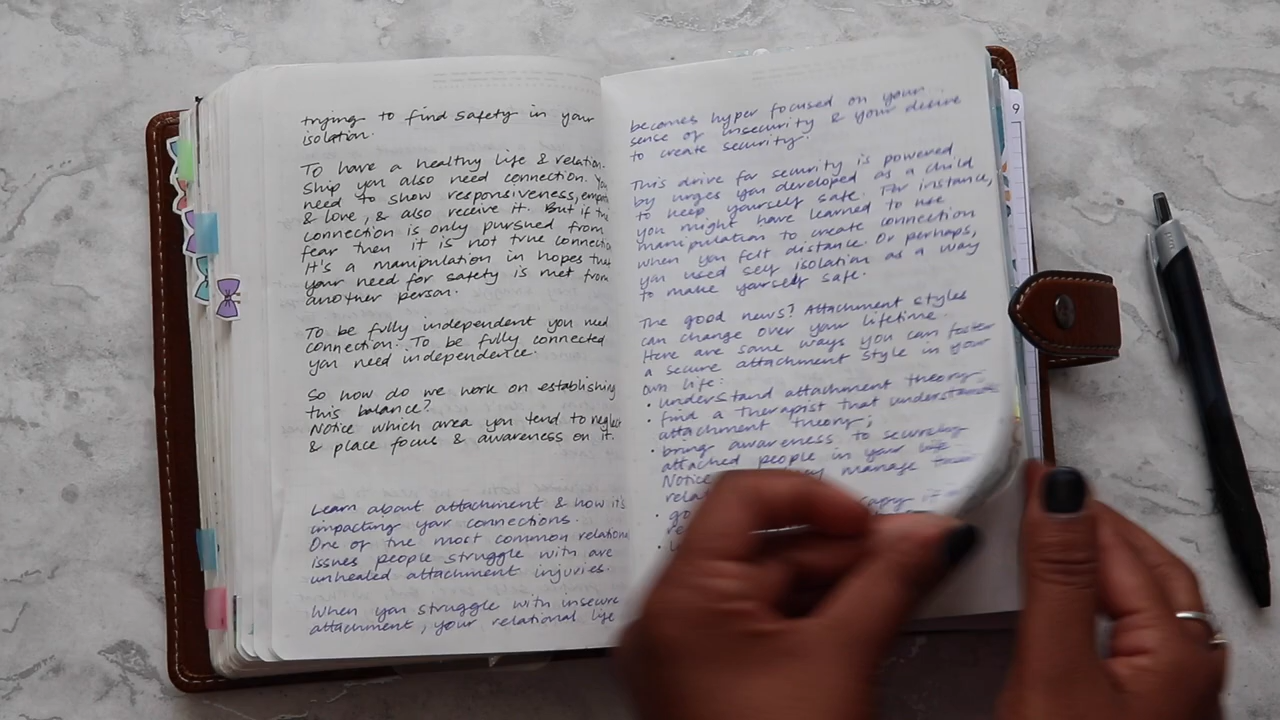 trying to find safety in your
isolation.
To have a healthy life & relation-
ship you also need connection. You
need to show responsiveness,
& love, & also receive it. But if the
connection is only pursued from
fear then it is not true connection
It's a manipulation in hopes that
your need for safety is met from
another person.
To be fully independent you need
connection. To be fully connected
you need independence.
So how do we work on establishing
this balance?
Notice which area you tend to neglect
& place focus & awareness on it.
Learn about attachment & how it's
impacting your connections.
One of the most common relational
issues people struggle with are
unhealed attachment injuries.
When you struggle with insecure
attachment, your relational life
becomes hyper focused on your
sense of insecurity & your desire
to create security.
This drive for security is powered
by urges you developed as a child
to keep yourself safe. For instance,
you might have learned to use
manipulation to create connection
when you felt distance. Or perhaps,
you used self isolation as a way
to make yourself safe.
The good news? Attachment styles
can change over your lifetime.
Here are some ways you can foster
a secure attachment style in your
own life:
• understand attachment theory
• find a therapist that understands
attachment theory;
• bring awareness to securely
attached people in your life
Notice manage
9